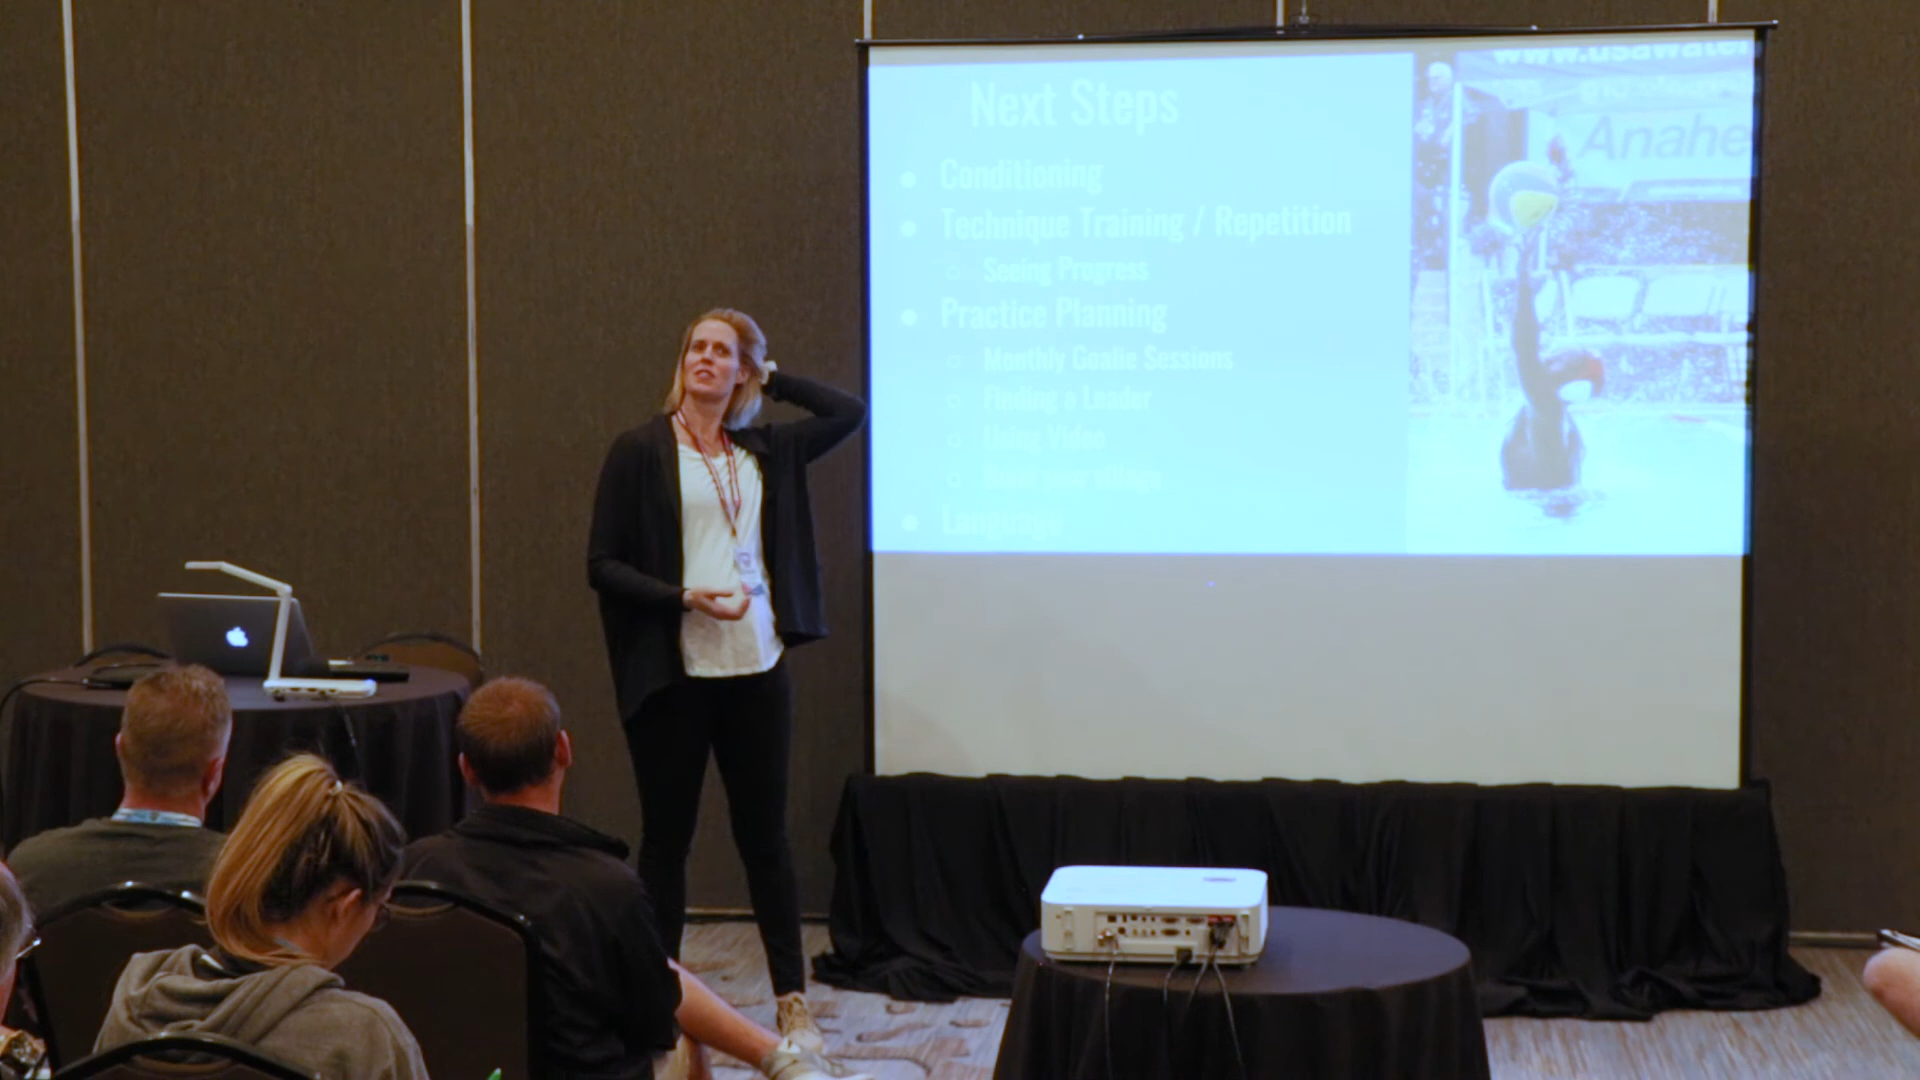 Next Steps
Conditioning
Technique Training / Repetition
Seeing Progress
Practice Planning
Monthly Goalie Sessions
Finding a Leader
Using Video
Language
www.usawater
Anahe